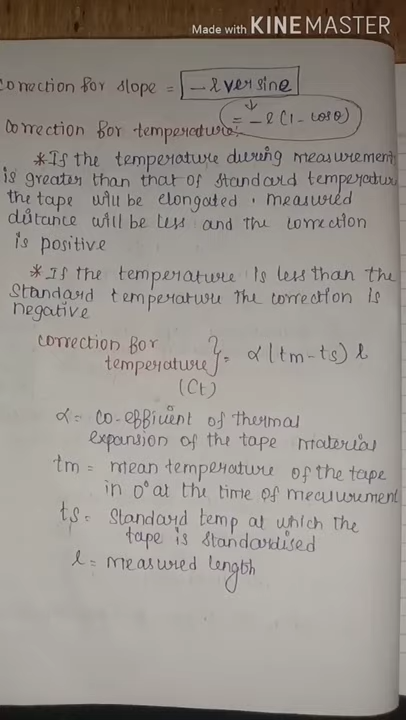 Made with KINEMASTER
correction for slope = -l versine
= -l (1 - cosθ)
correction for temperature:
* If the temperature during measurement
is greater than that of standard temperature
the tape will be elongated. measured
distance will be less and the correction
is positive
* If the temperature is less than the
standard temperature the correction is
negative
correction for
temperature } = α (tm - ts) l
(Ct)
α = co-efficient of thermal
expansion of the tape material
tm = mean temperature of the tape
in 0° at the time of measurement
ts = standard temp at which the
tape is standardised
l = measured length